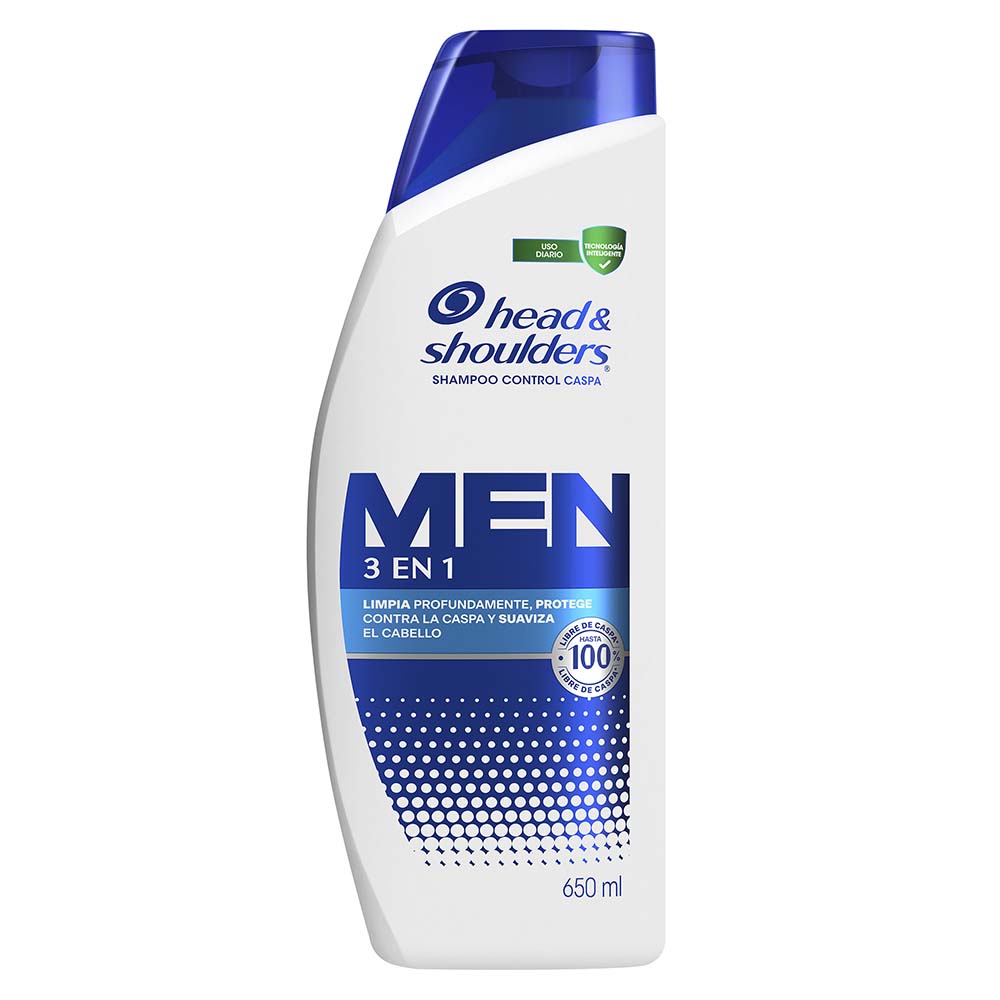 USO
DIARIO
TECNOLOGÍA
INTELIGENTE
head&
shoulders®
SHAMPOO CONTROL CASPA
MEN
3 EN 1
LIMPIA PROFUNDAMENTE, PROTEGE
CONTRA LA CASPA Y SUAVIZA
EL CABELLO
LIBRE DE CASPA*
HASTA
100%
LIBRE DE CASPA*
650 ml